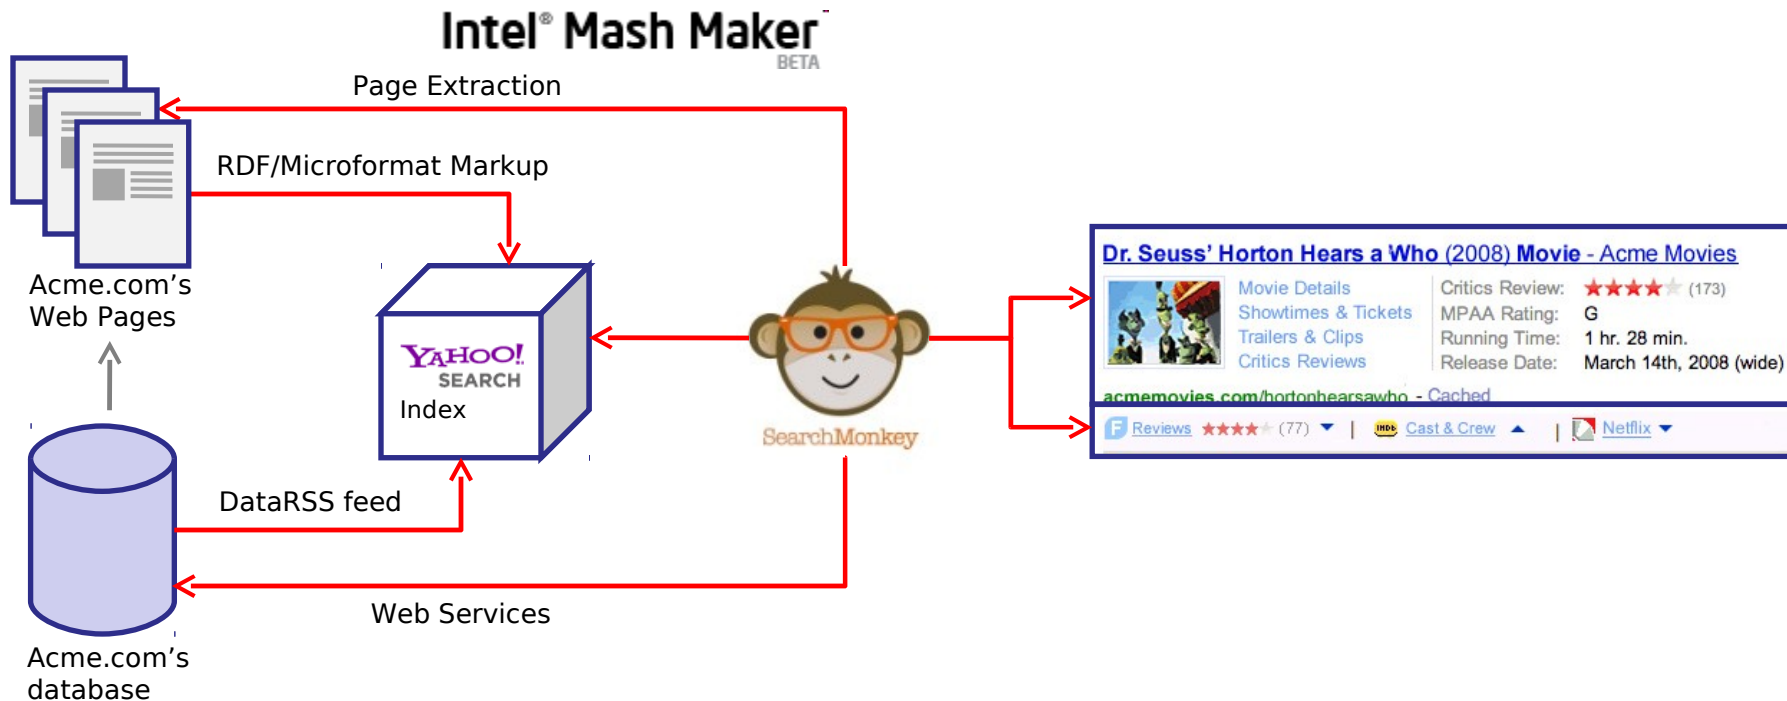 Intel® Mash Maker
BETA
Page Extraction
RDF/Microformat Markup
Acme.com’s
Web Pages
YAHOO!
SEARCH
Index
SearchMonkey
DataRSS feed
Web Services
Acme.com’s
database
Dr. Seuss' Horton Hears a Who (2008) Movie - Acme Movies
Movie Details
Showtimes & Tickets
Trailers & Clips
Critics Reviews
Critics Review: (173)
MPAA Rating: G
Running Time: 1 hr. 28 min.
Release Date: March 14th, 2008 (wide)
acmemovies.com/hortonhearsawho - Cached
F Reviews (77) | IMDb Cast & Crew | Netflix